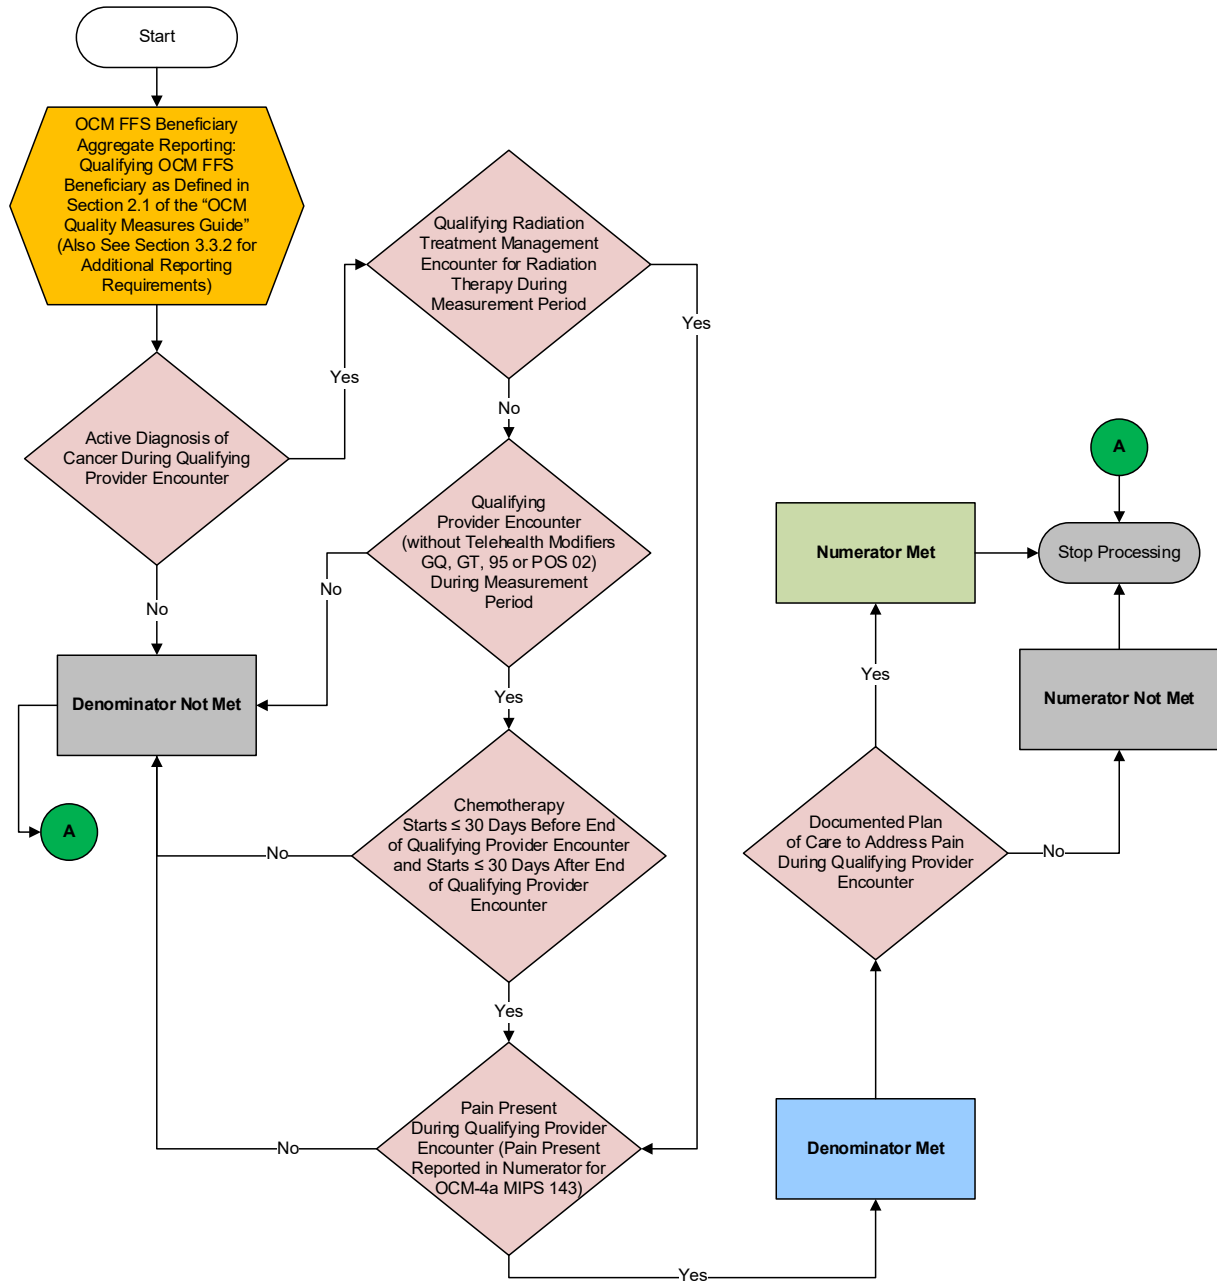 Start
OCM FFS Beneficiary
Aggregate Reporting:
Qualifying OCM FFS
Beneficiary as Defined in
Section 2.1 of the “OCM
Quality Measures Guide”
(Also See Section 3.3.2 for
Additional Reporting
Requirements)
Active Diagnosis of
Cancer During Qualifying
Provider Encounter
Yes
No
Denominator Not Met
A
Qualifying Radiation
Treatment Management
Encounter for Radiation
Therapy During
Measurement Period
Yes
No
Qualifying
Provider Encounter
(without Telehealth Modifiers
GQ, GT, 95 or POS 02)
During Measurement
Period
No
Yes
Chemotherapy
Starts ≤ 30 Days Before End
of Qualifying Provider Encounter
and Starts ≤ 30 Days After End
of Qualifying Provider
Encounter
No
Yes
Pain Present
During Qualifying Provider
Encounter (Pain Present
Reported in Numerator for
OCM-4a MIPS 143)
No
Yes
Denominator Met
Documented Plan
of Care to Address Pain
During Qualifying Provider
Encounter
Yes
No
Numerator Met
Numerator Not Met
Stop Processing
A